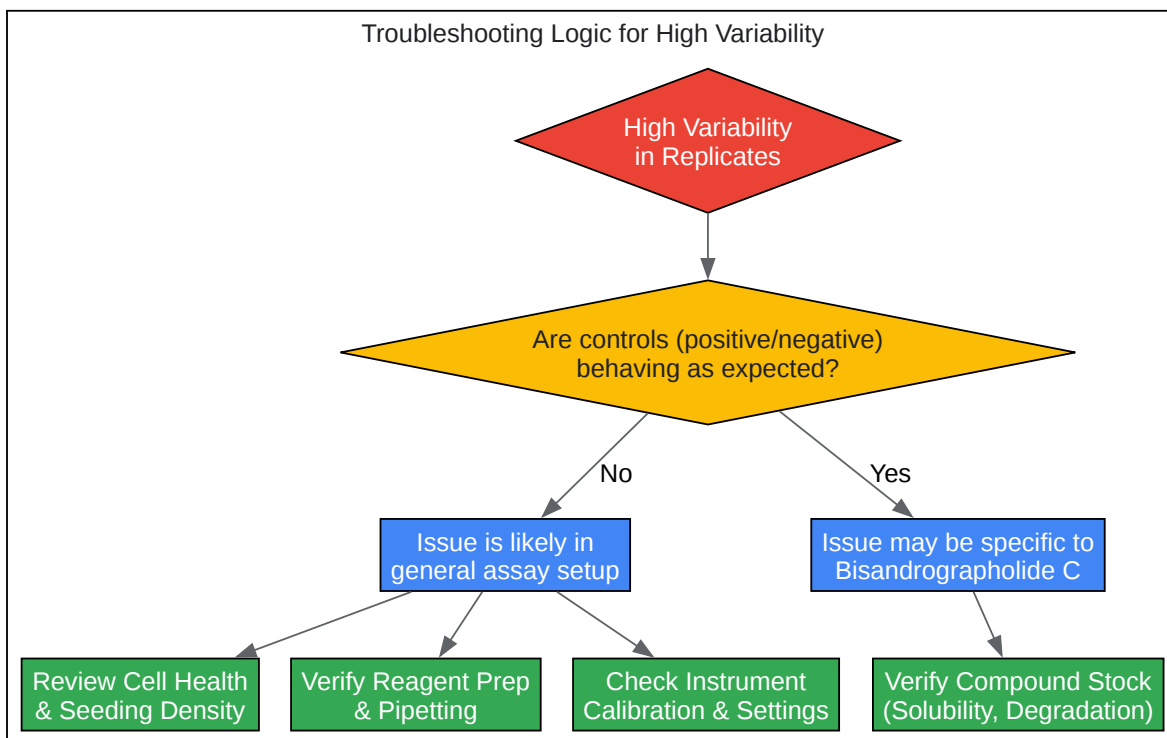 Troubleshooting Logic for High Variability
High Variability
in Replicates
Are controls (positive/negative)
behaving as expected?
No
Yes
Issue is likely in
general assay setup
Issue may be specific to
Bisandrographolide C
Review Cell Health
& Seeding Density
Verify Reagent Prep
& Pipetting
Check Instrument
Calibration & Settings
Verify Compound Stock
(Solubility, Degradation)